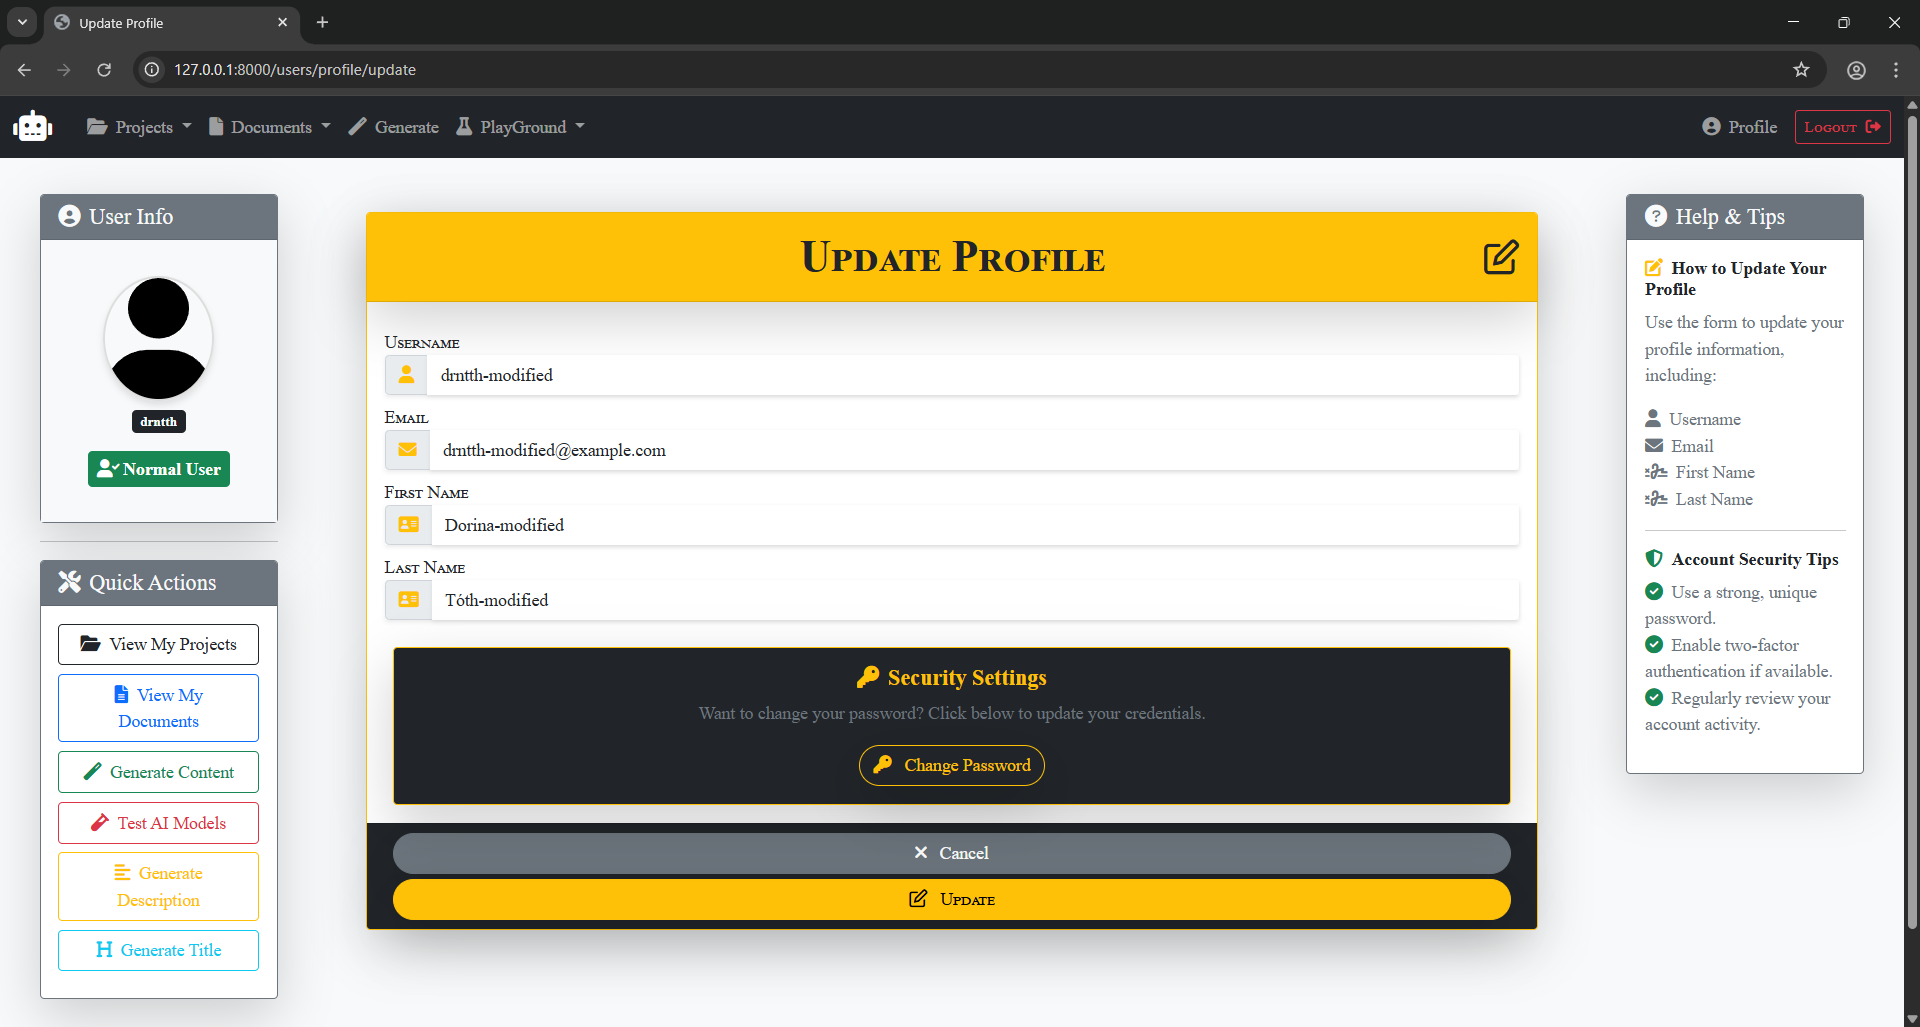 Update Profile
127.0.0.1:8000/users/profile/update
Projects
Documents
Generate
PlayGround
Profile
Logout
User Info
drntth
Normal User
Quick Actions
View My Projects
View My
Documents
Generate Content
Test AI Models
Generate
Description
Generate Title
Update Profile
Username
drntth-modified
Email
drntth-modified@example.com
First Name
Dorina-modified
Last Name
Tóth-modified
Security Settings
Want to change your password? Click below to update your credentials.
Change Password
Cancel
Update
Help & Tips
How to Update Your
Profile
Use the form to update your
profile information,
including:
Username
Email
First Name
Last Name
Account Security Tips
Use a strong, unique
password.
Enable two-factor
authentication if available.
Regularly review your
account activity.